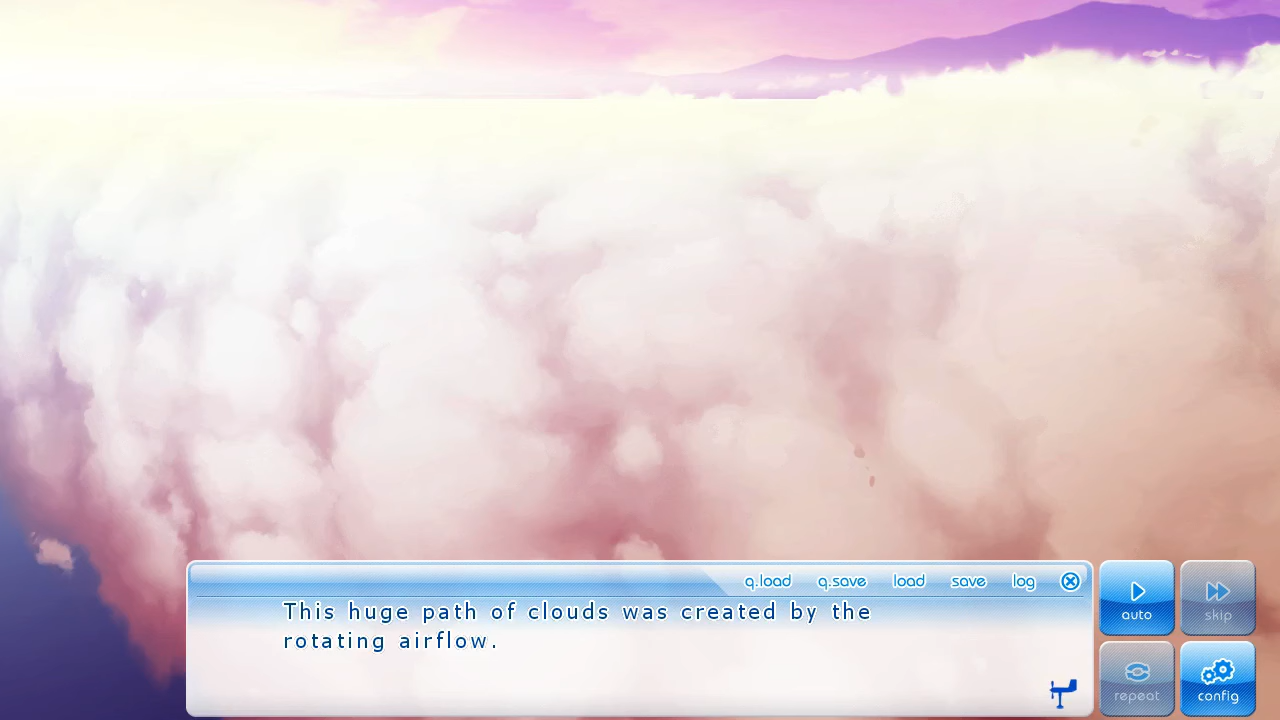 q.load q.save load save log
This huge path of clouds was created by the
rotating airflow.
auto skip
repeat config